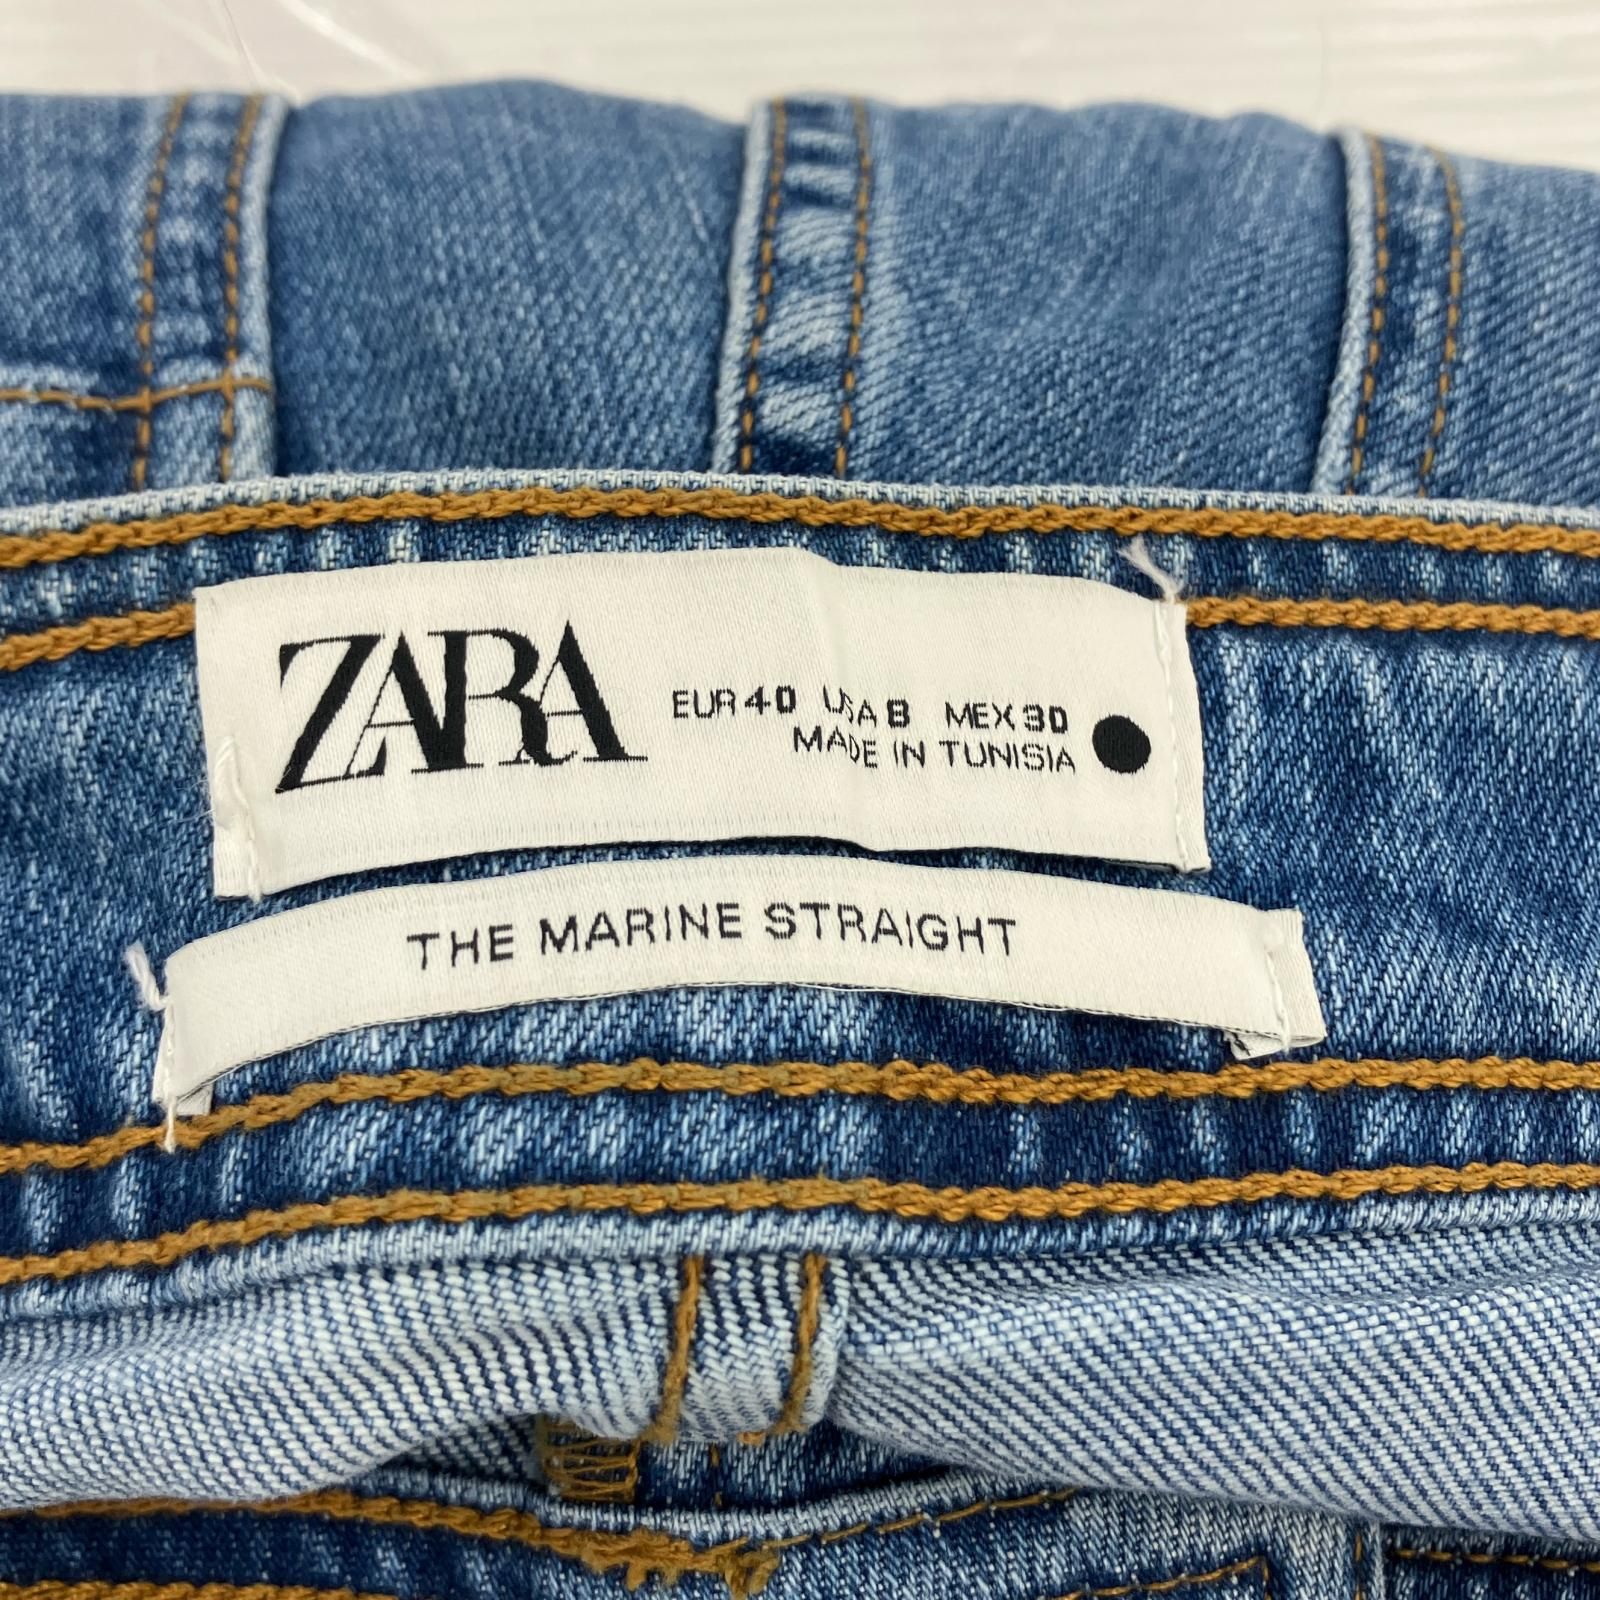 ZARA
EUR 40 USA 8 MEX 30
MADE IN TUNISIA
THE MARINE STRAIGHT